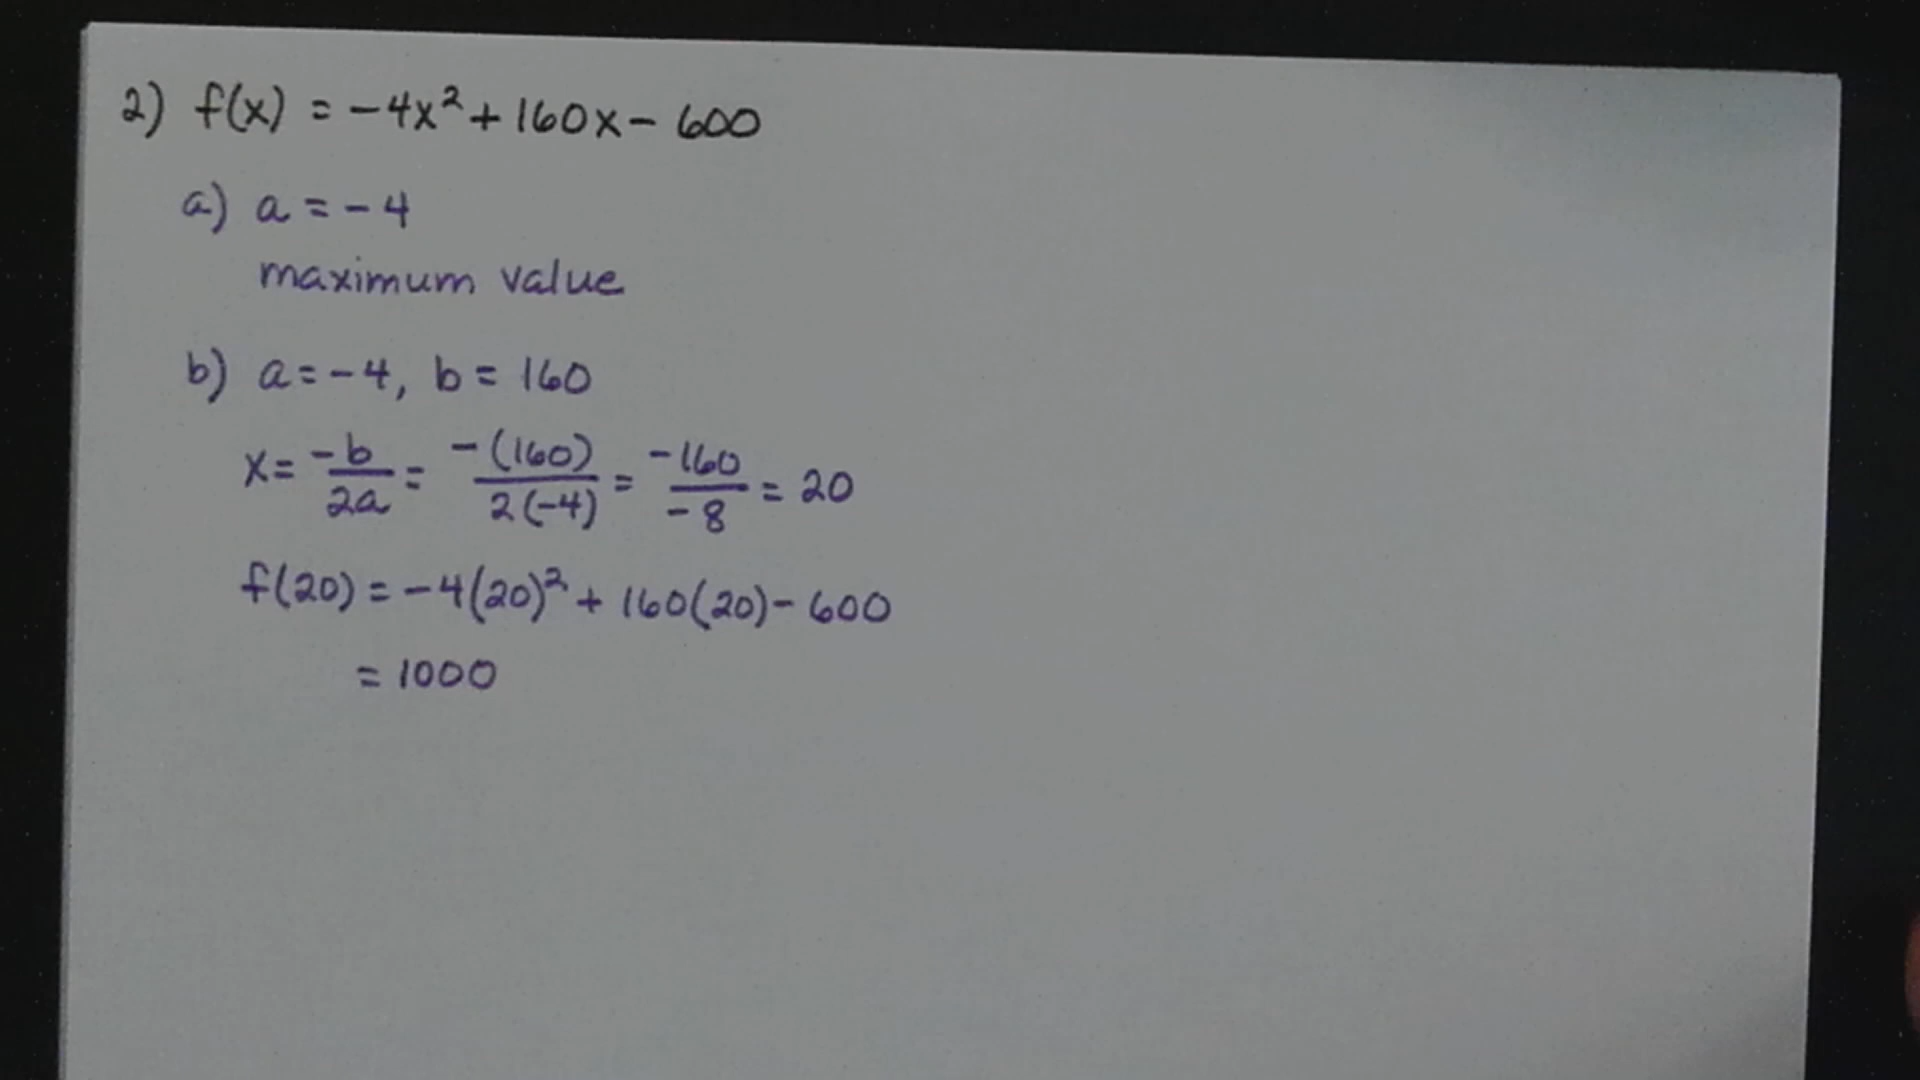 2) f(x) = -4x² + 160x - 600
a) a = -4
maximum value
b) a = -4, b = 160
x = -b/2a = -(160)/2(-4) = -160/-8 = 20
f(20) = -4(20)² + 160(20) - 600
= 1000